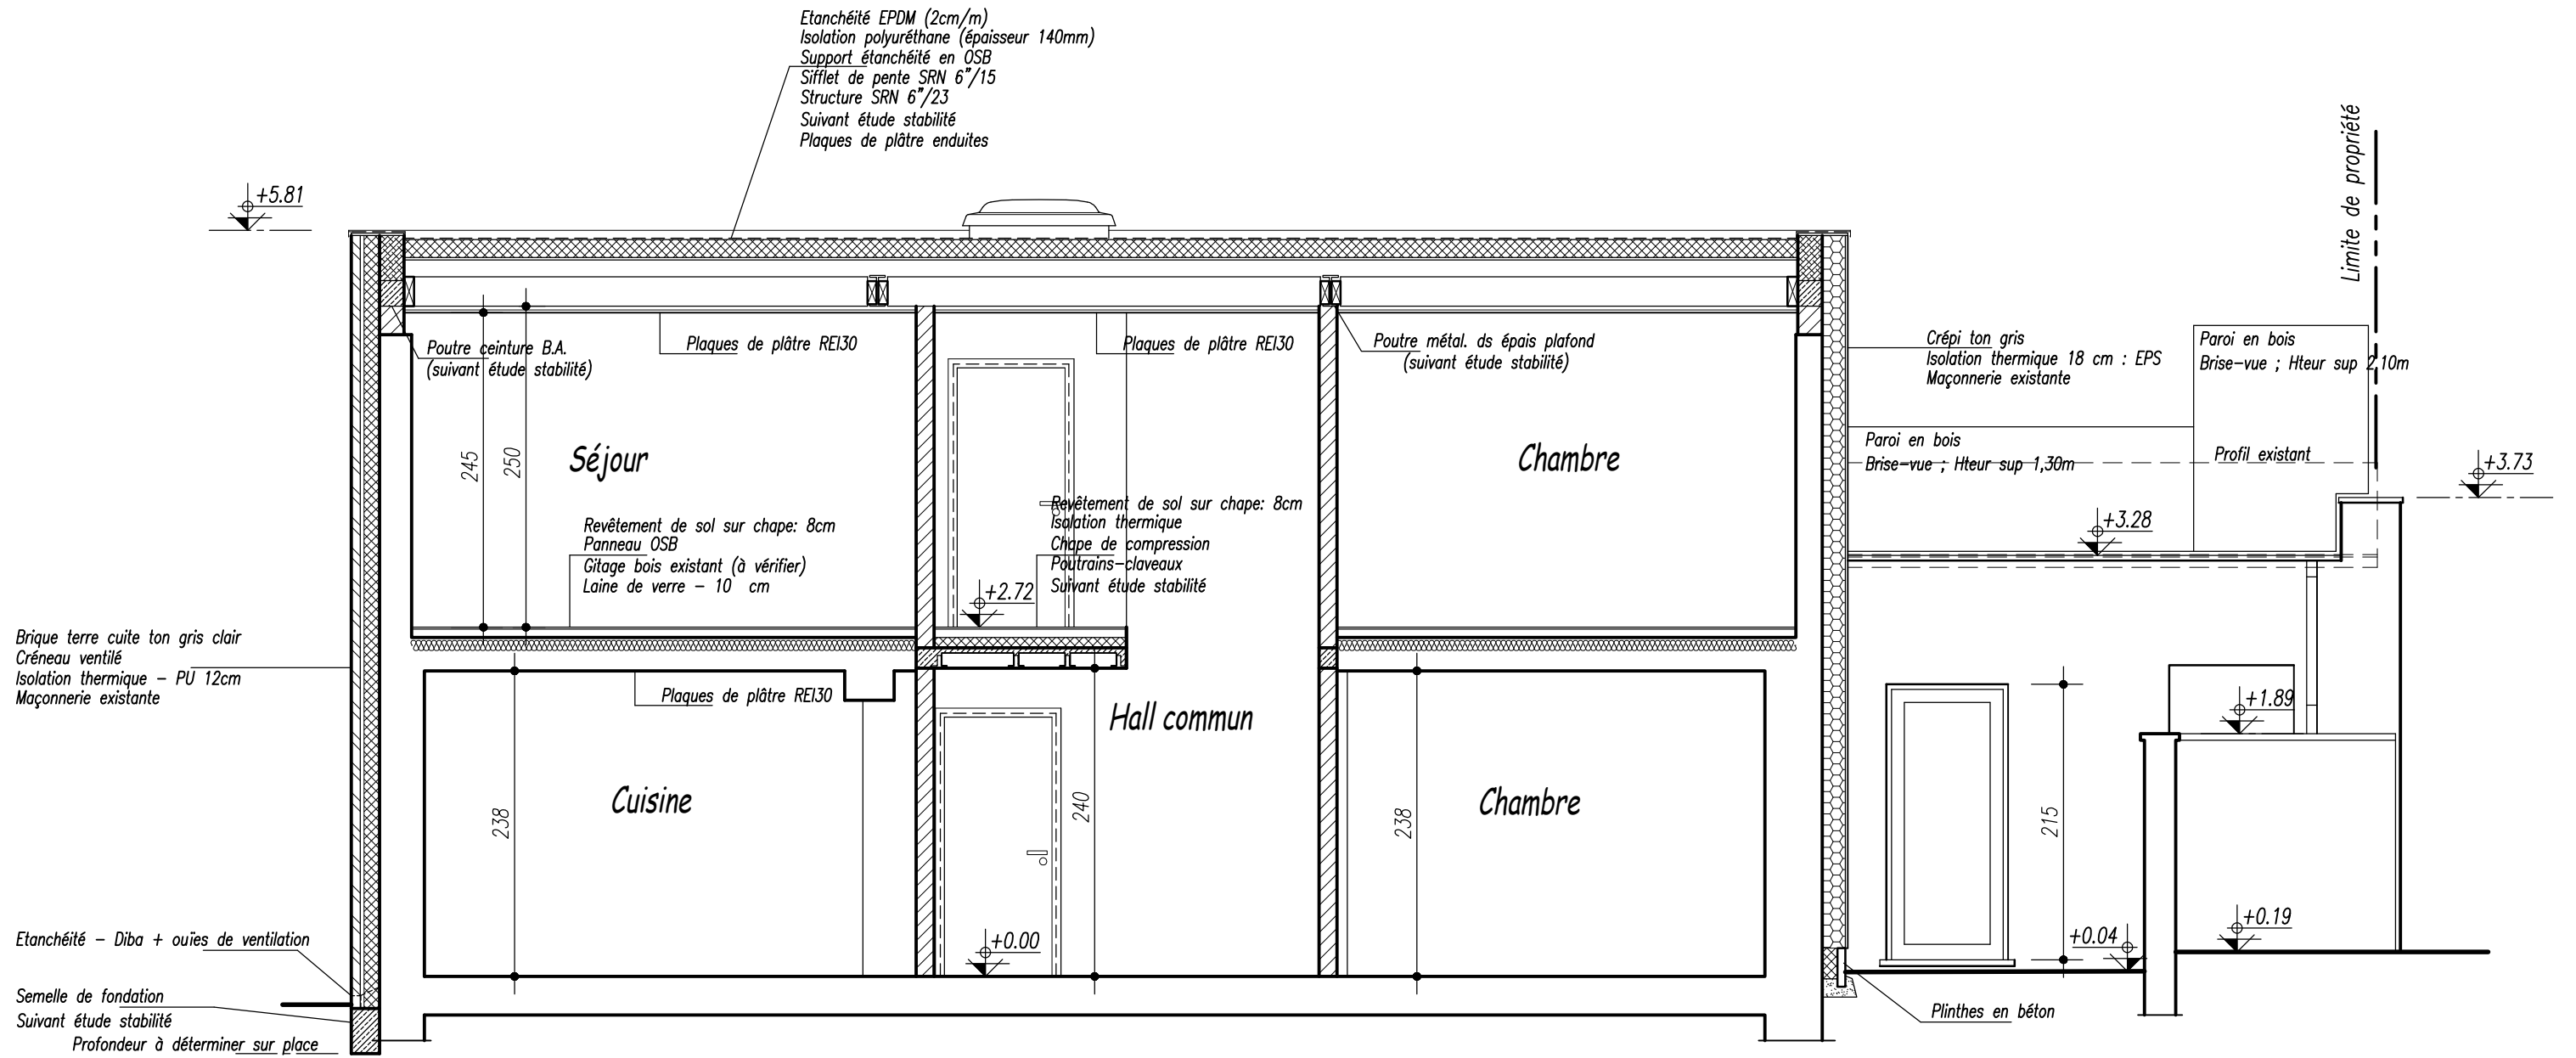 Etanchéité EPDM (2cm/m)
Isolation polyuréthane (épaisseur 140mm)
Support étanchéité en OSB
Sifflet de pente SRN 6"/15
Structure SRN 6"/23
Suivant étude stabilité
Plaques de plâtre enduites
Limite de propriété
+5.81
Poutre ceinture B.A.
(suivant étude stabilité)
Plaques de plâtre REI30
Plaques de plâtre REI30
Poutre métal. ds épais plafond
(suivant étude stabilité)
Crépi ton gris
Isolation thermique 18 cm : EPS
Maçonnerie existante
Paroi en bois
Brise-vue ; Hteur sup 2,10m
Paroi en bois
Brise-vue ; Hteur sup 1,30m
Profil existant
+3.73
245
250
Séjour
Chambre
Revêtement de sol sur chape: 8cm
Panneau OSB
Gitage bois existant (à vérifier)
Laine de verre - 10 cm
Revêtement de sol sur chape: 8cm
Isolation thermique
Chape de compression
Poutrains-claveaux
Suivant étude stabilité
+3.28
+2.72
Brique terre cuite ton gris clair
Créneau ventilé
Isolation thermique - PU 12cm
Maçonnerie existante
Plaques de plâtre REI30
Hall commun
+1.89
Cuisine
Chambre
238
240
238
215
Etanchéité - Diba + ouïes de ventilation
+0.00
+0.04
+0.19
Semelle de fondation
Suivant étude stabilité
Profondeur à déterminer sur place
Plinthes en béton